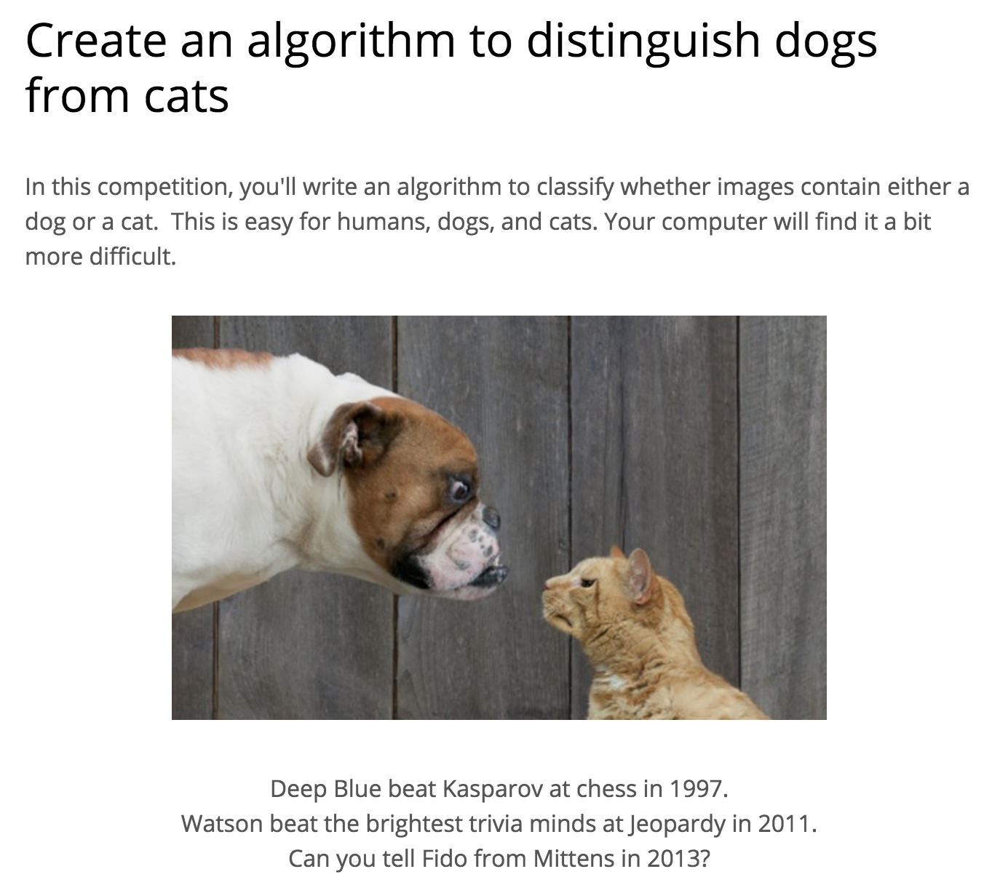 Create an algorithm to distinguish dogs
from cats
In this competition, you'll write an algorithm to classify whether images contain either a
dog or a cat.  This is easy for humans, dogs, and cats. Your computer will find it a bit
more difficult.
Deep Blue beat Kasparov at chess in 1997.
Watson beat the brightest trivia minds at Jeopardy in 2011.
Can you tell Fido from Mittens in 2013?